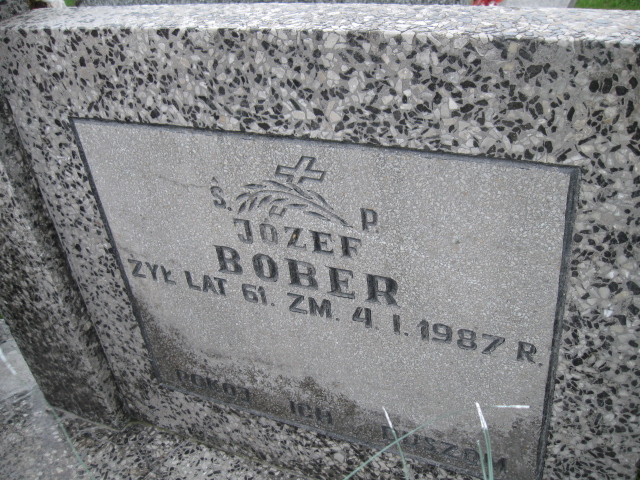 Ś. P.
JÓZEF
BOBER
ŻYŁ LAT 61. ZM. 4 I. 1987 R.
POKÓJ ICH DUSZOM